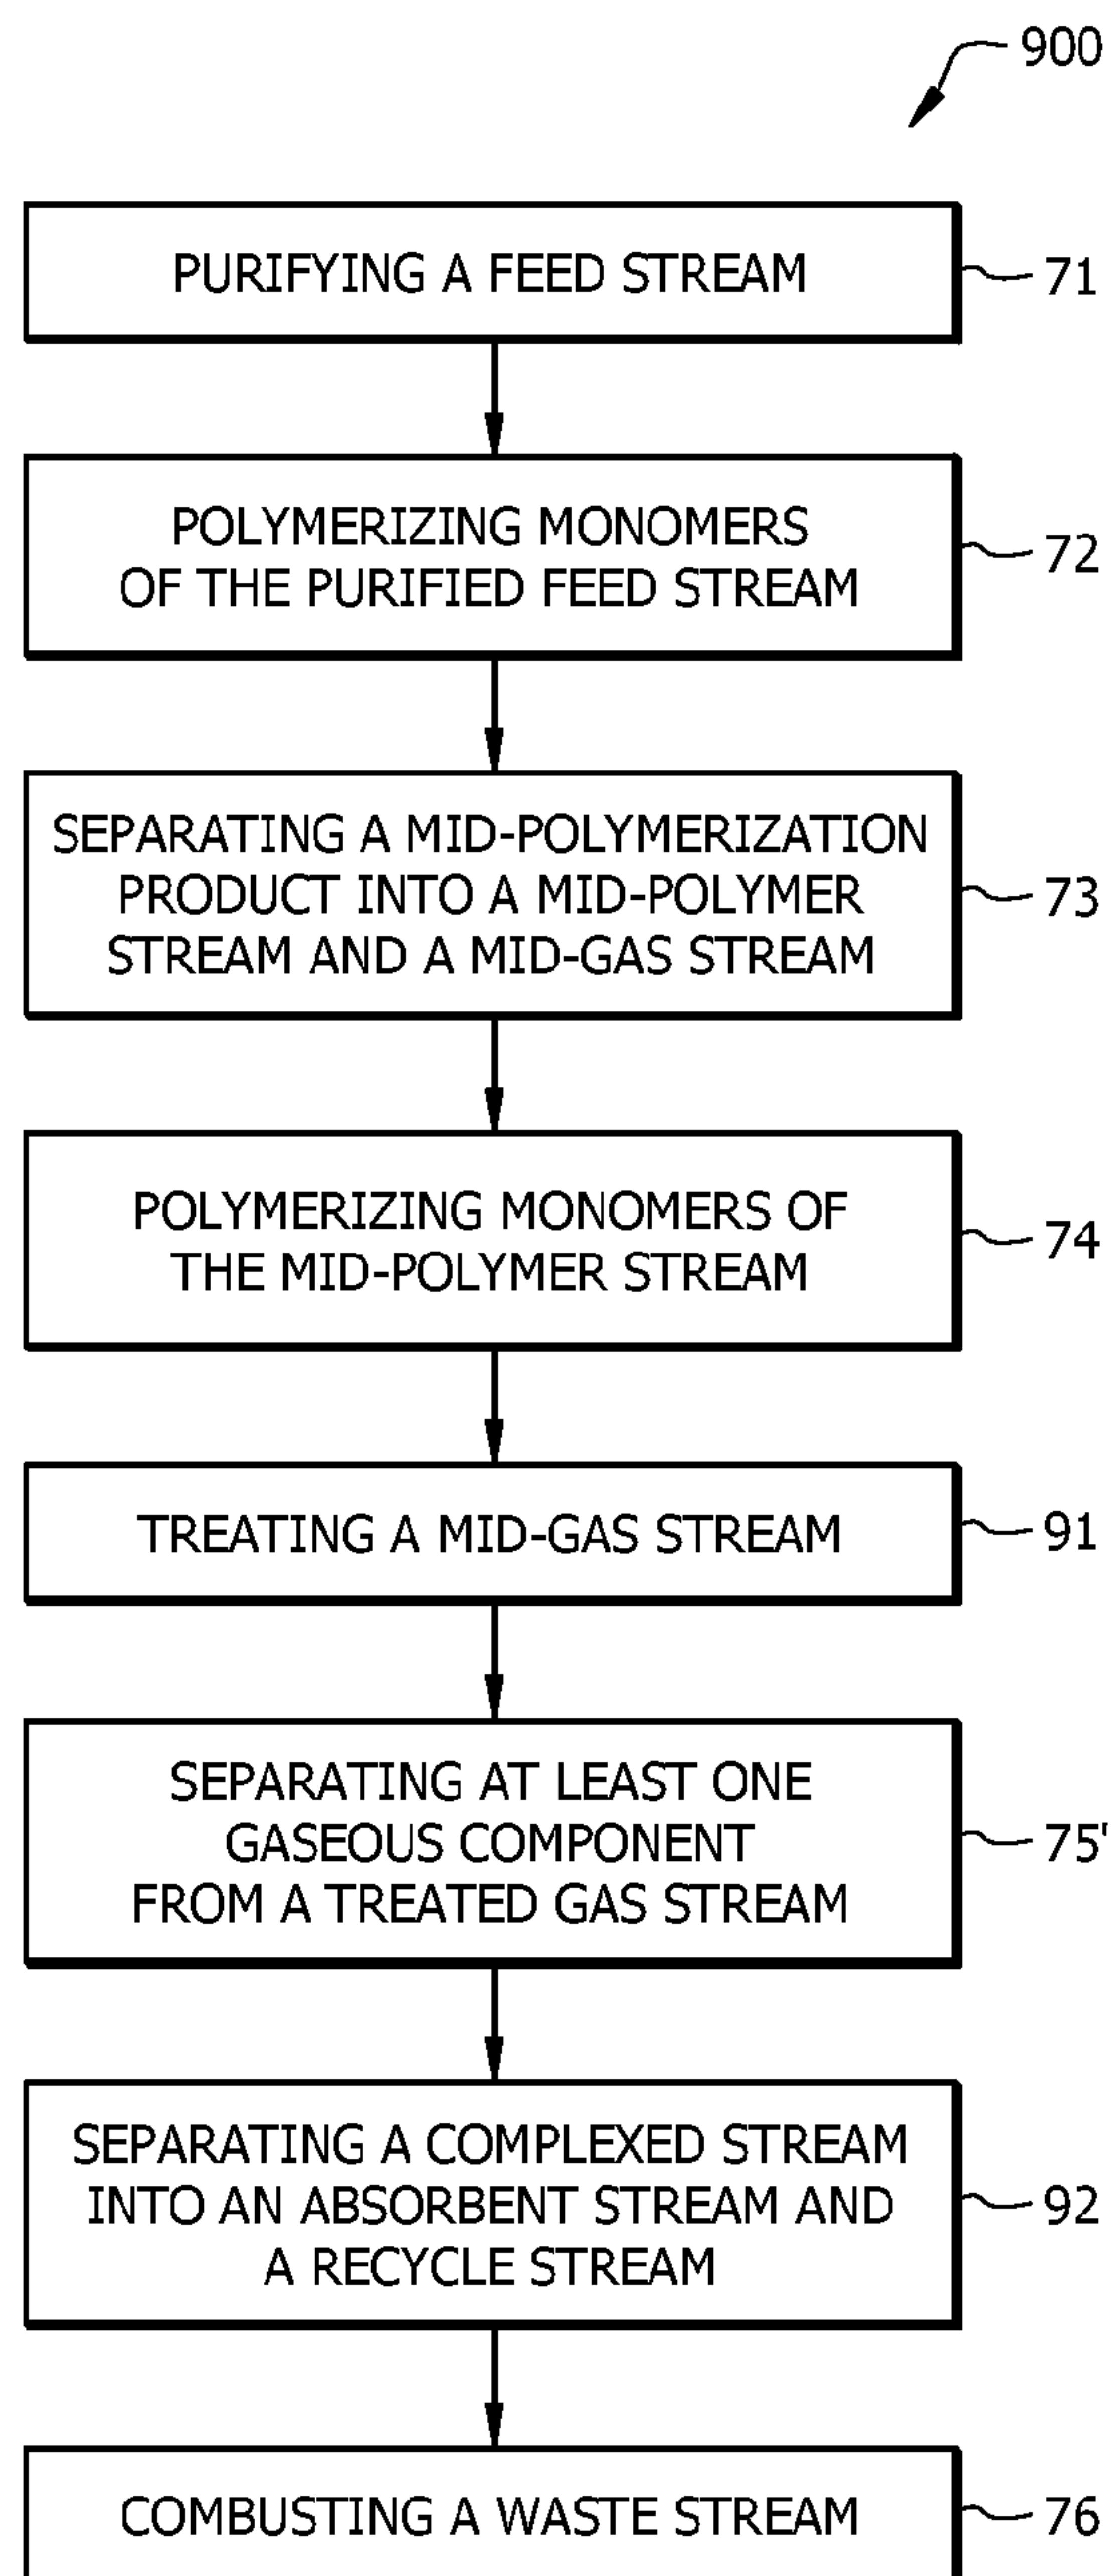 900
PURIFYING A FEED STREAM
71
POLYMERIZING MONOMERS
OF THE PURIFIED FEED STREAM
72
SEPARATING A MID-POLYMERIZATION
PRODUCT INTO A MID-POLYMER
STREAM AND A MID-GAS STREAM
73
POLYMERIZING MONOMERS OF
THE MID-POLYMER STREAM
74
TREATING A MID-GAS STREAM
91
SEPARATING AT LEAST ONE
GASEOUS COMPONENT
FROM A TREATED GAS STREAM
75'
SEPARATING A COMPLEXED STREAM
INTO AN ABSORBENT STREAM AND
A RECYCLE STREAM
92
COMBUSTING A WASTE STREAM
76